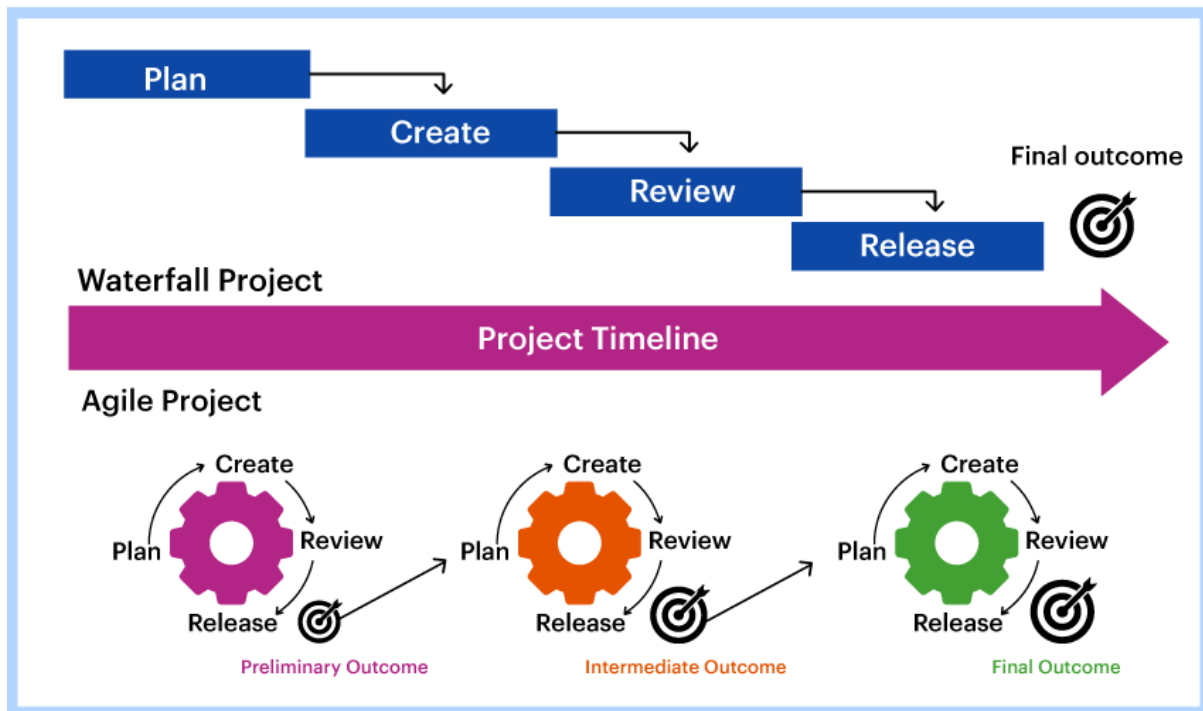 Plan
Create
Review
Release
Final outcome
Waterfall Project
Project Timeline
Agile Project
Create
Plan
Review
Release
Preliminary Outcome
Create
Plan
Review
Release
Intermediate Outcome
Create
Plan
Review
Release
Final Outcome